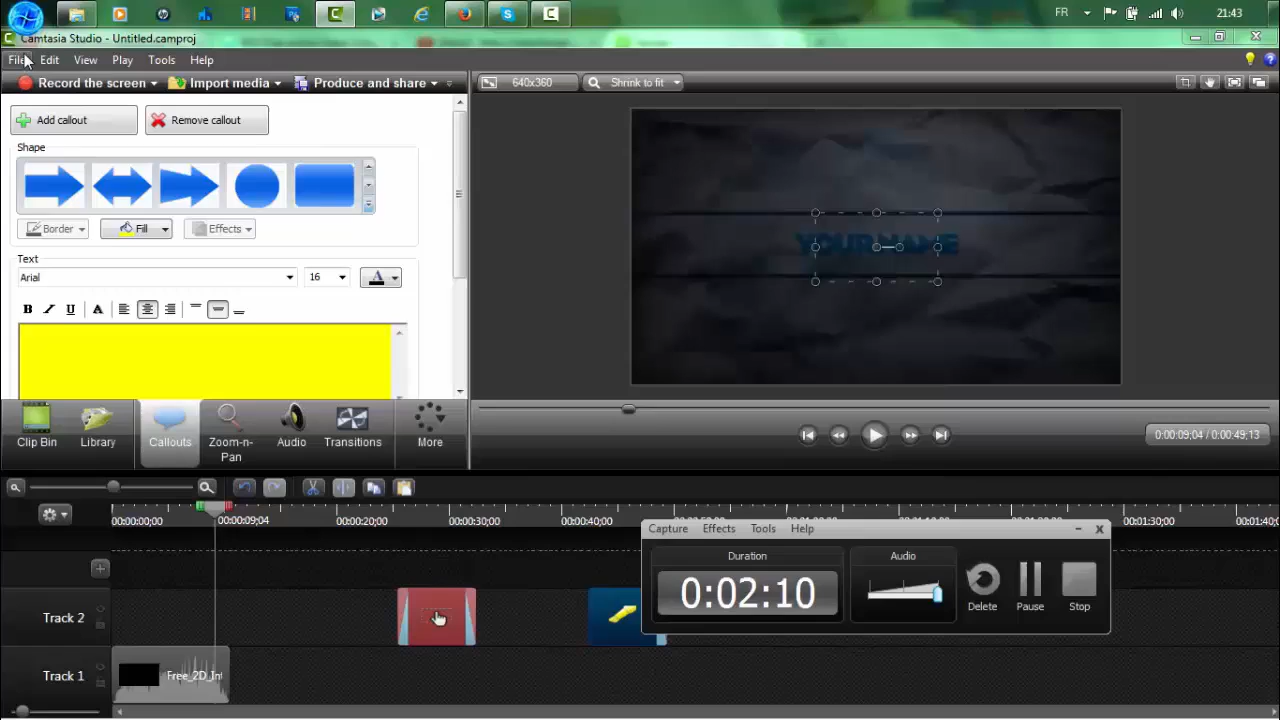 FR
21:43
Camtasia Studio - Untitled.camproj
File Edit View Play Tools Help
Record the screen Import media Produce and share
640x360 Shrink to fit
Add callout Remove callout
Shape
Border Fill Effects
Text
Arial 16
B I U A
YOUR NAME
Clip Bin Library Callouts Zoom-n-Pan Audio Transitions More
0:00:09;04 / 0:00:49;13
00:00:00;00 00:00:09;04 00:00:20;00 00:00:30;00 00:00:40;00 00:01:30;00 00:01:40;0
Capture Effects Tools Help
Duration Audio
0:02:10
Delete Pause Stop
Track 2
Track 1
Free_2D_Int